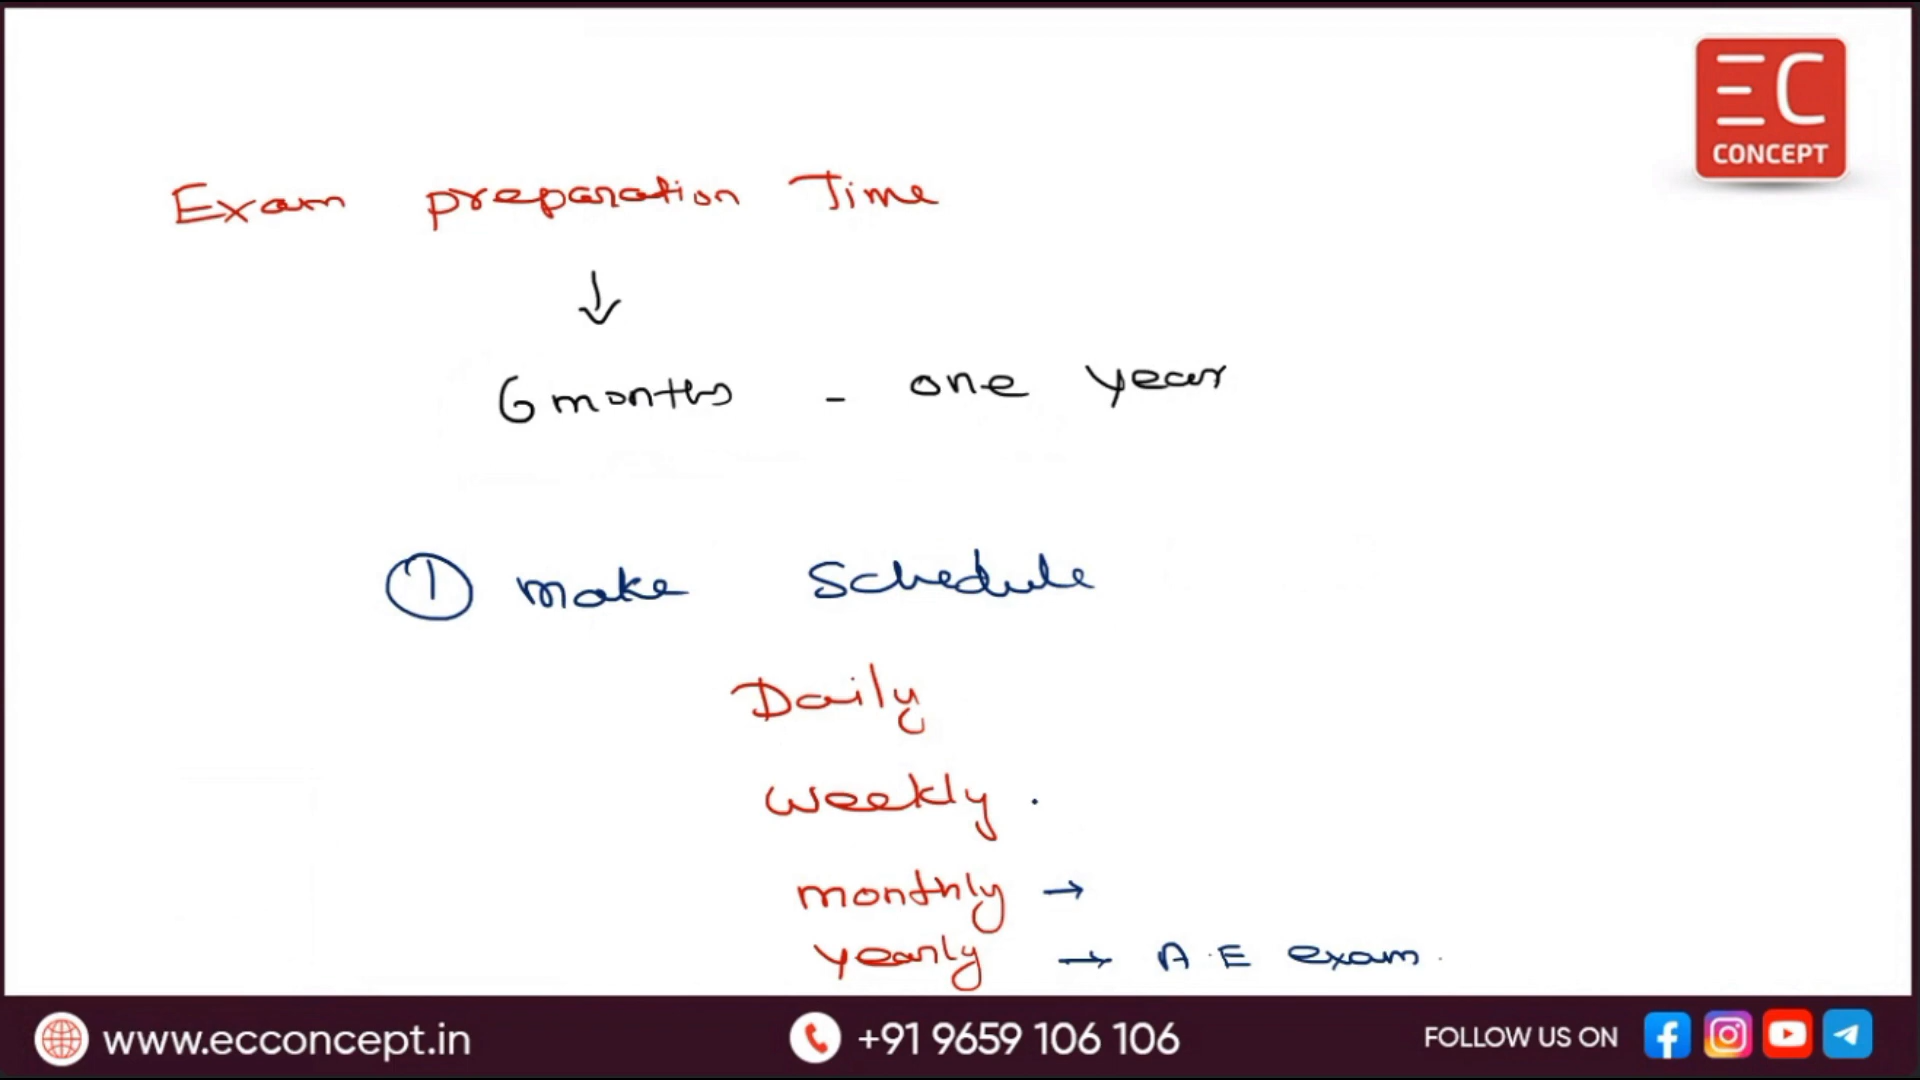 EC
CONCEPT
Exam preparation Time
↓
6 months - one year
① make Schedule
Daily
weekly .
monthly →
yearly → A.E exam.
www.ecconcept.in
+91 9659 106 106
FOLLOW US ON